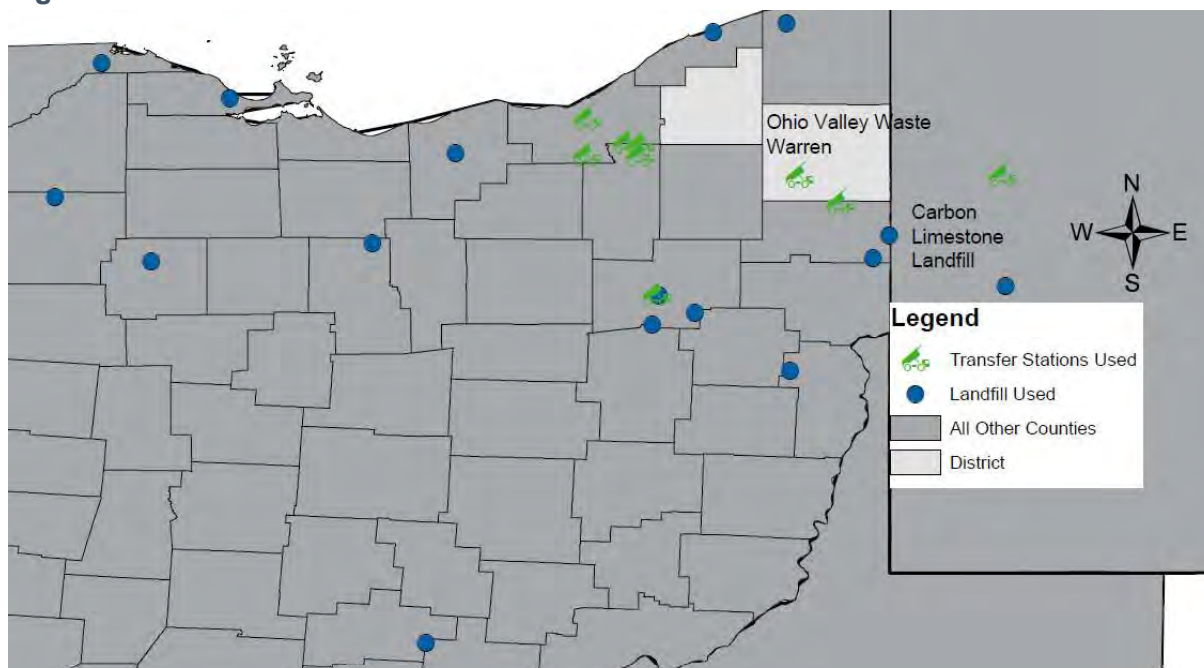 Ohio Valley Waste
Warren
Carbon
Limestone
Landfill
N
W
E
S
Legend
Transfer Stations Used
Landfill Used
All Other Counties
District